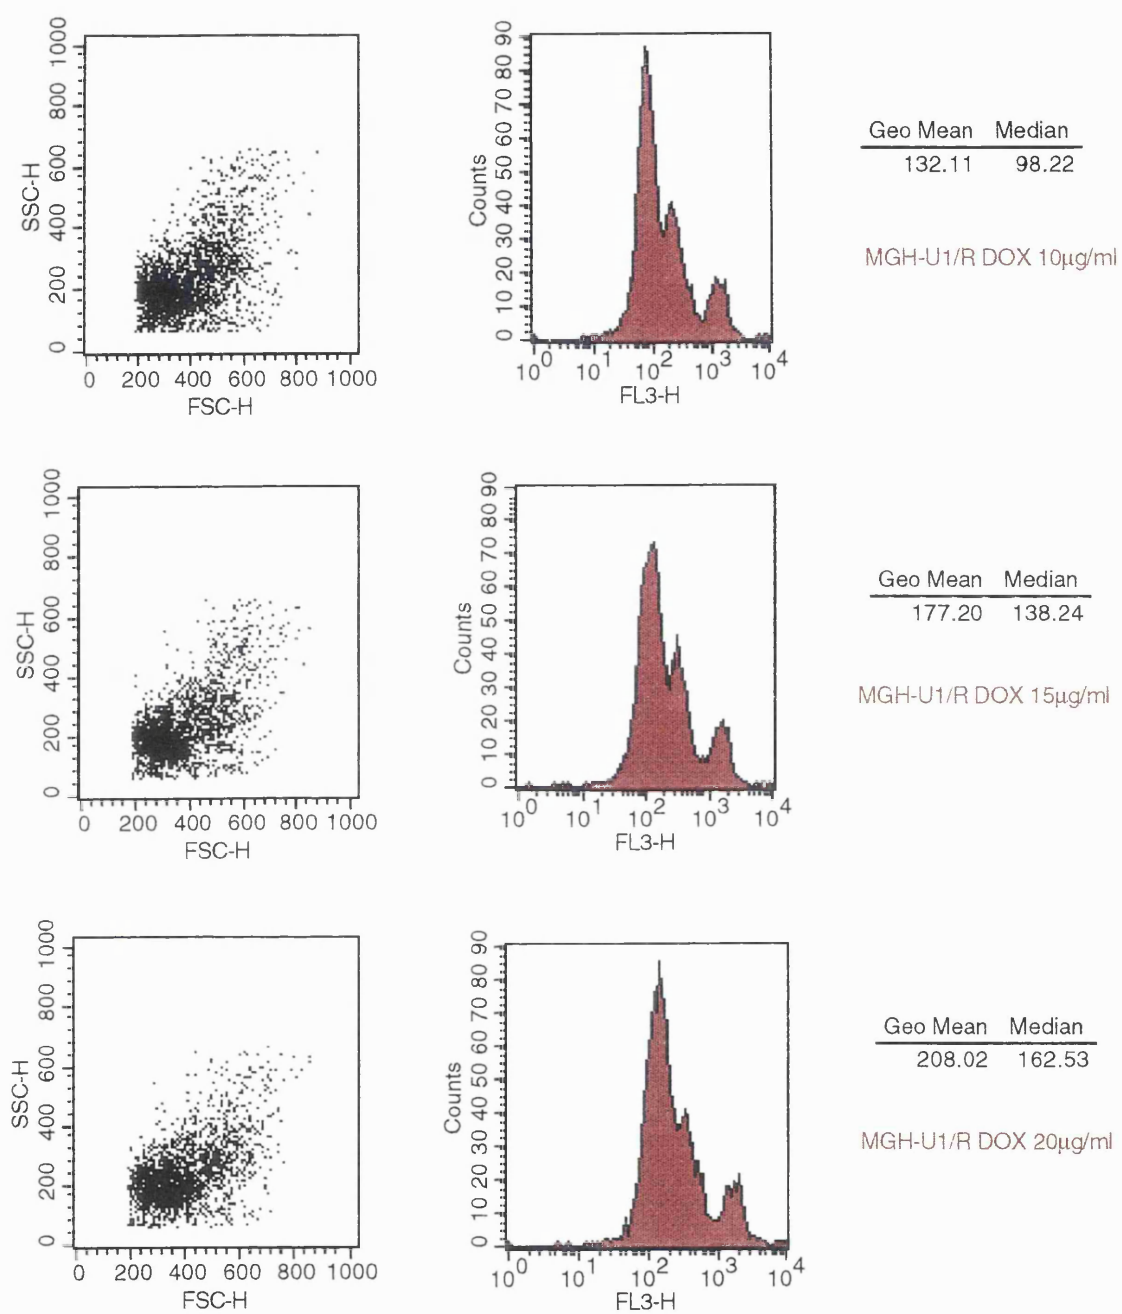 1000
800
600
400
200
0
SSC-H
0 200 400 600 800 1000
FSC-H
90
80
70
60
50
40
30
20
10
0
Counts
10^0 10^1 10^2 10^3 10^4
FL3-H
Geo Mean Median
132.11 98.22
MGH-U1/R DOX 10µg/ml
1000
800
600
400
200
0
SSC-H
0 200 400 600 800 1000
FSC-H
90
80
70
60
50
40
30
20
10
0
Counts
10^0 10^1 10^2 10^3 10^4
FL3-H
Geo Mean Median
177.20 138.24
MGH-U1/R DOX 15µg/ml
1000
800
600
400
200
0
SSC-H
0 200 400 600 800 1000
FSC-H
90
80
70
60
50
40
30
20
10
0
Counts
10^0 10^1 10^2 10^3 10^4
FL3-H
Geo Mean Median
208.02 162.53
MGH-U1/R DOX 20µg/ml